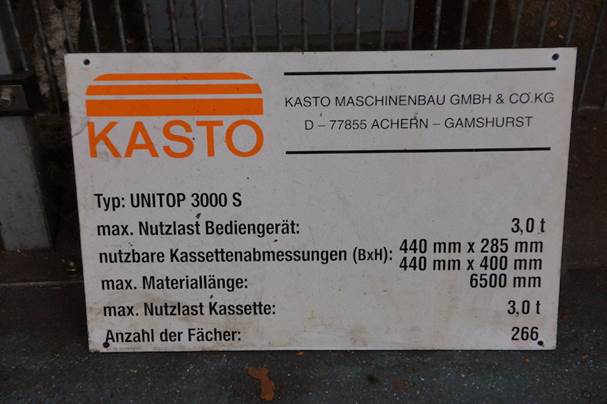 KASTO
KASTO MASCHINENBAU GMBH & CO.KG
D – 77855 ACHERN – GAMSHURST
Typ: UNITOP 3000 S
max. Nutzlast Bediengerät: 3,0 t
nutzbare Kassettenabmessungen (BxH): 440 mm x 285 mm
440 mm x 400 mm
max. Materiallänge: 6500 mm
max. Nutzlast Kassette: 3,0 t
Anzahl der Fächer: 266